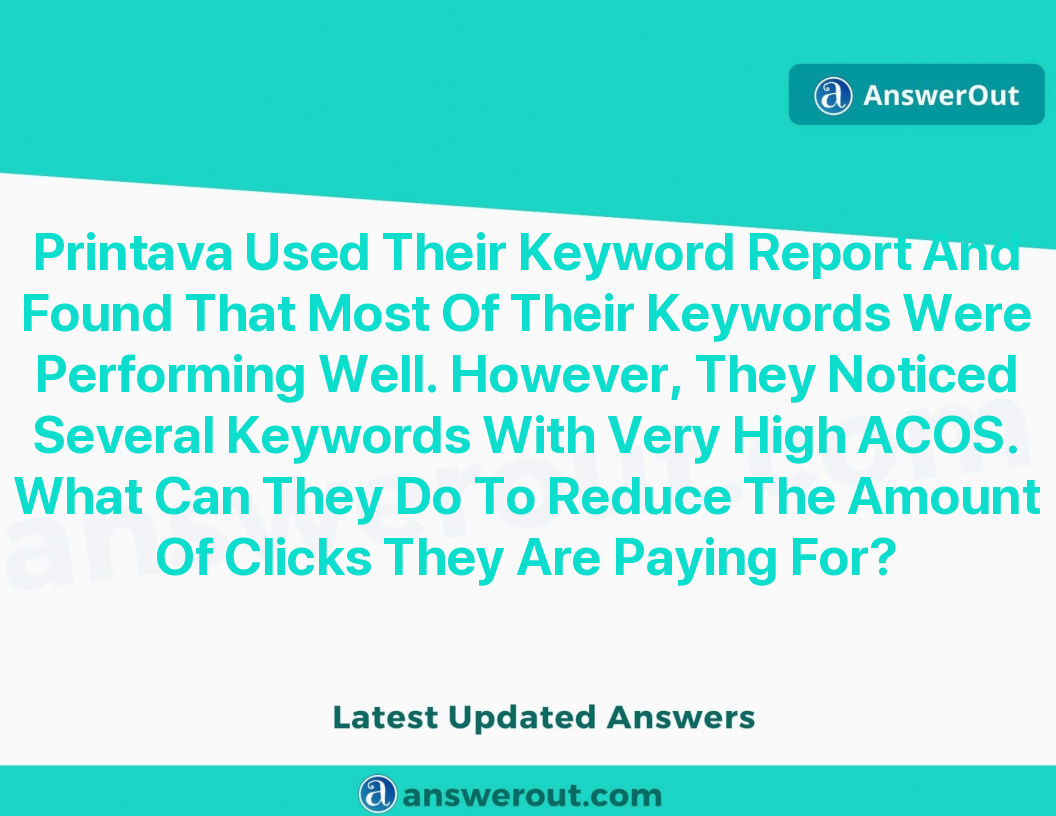 AnswerOut
Printava Used Their Keyword Report And
Found That Most Of Their Keywords Were
Performing Well. However, They Noticed
Several Keywords With Very High ACOS.
What Can They Do To Reduce The Amount
Of Clicks They Are Paying For?
answerout.com
Latest Updated Answers
answerout.com